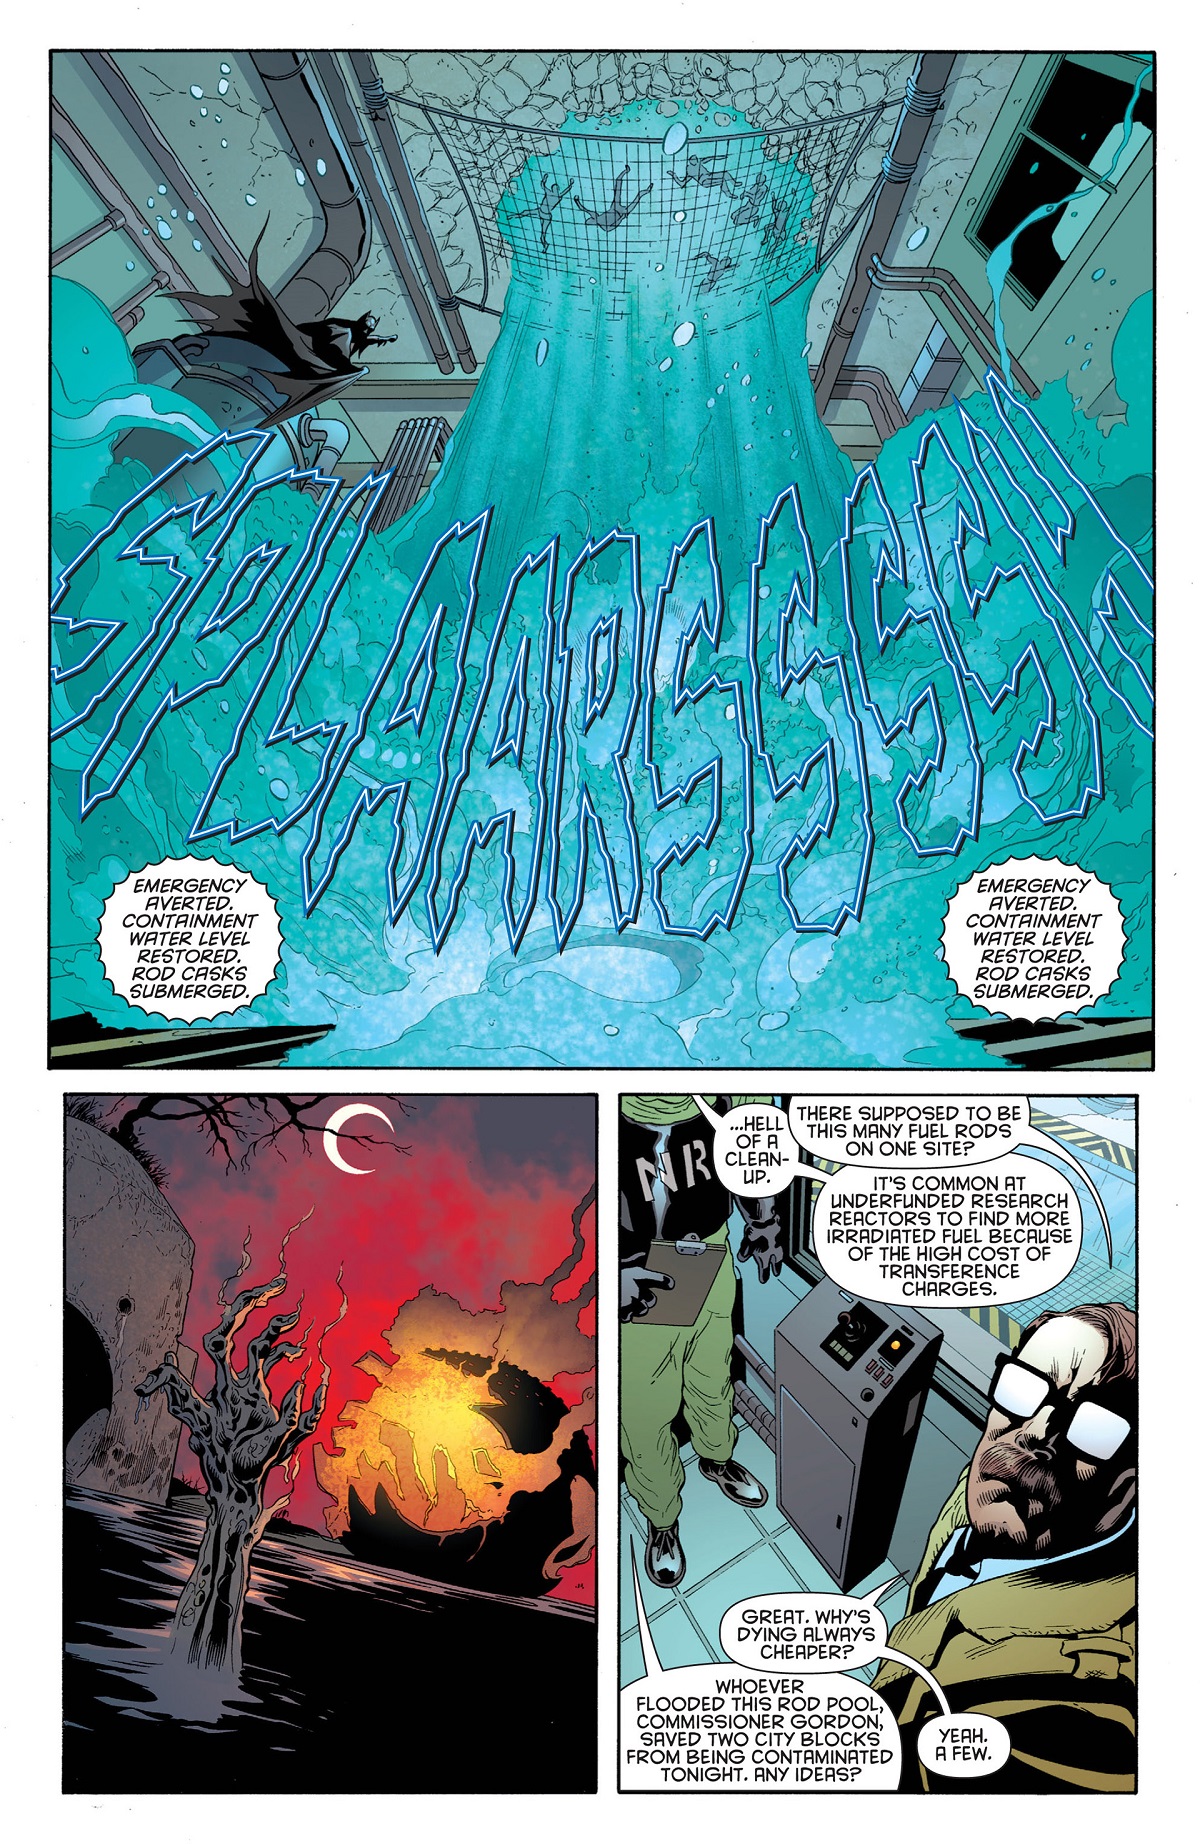 SPLAARSSSSSH
EMERGENCY
AVERTED.
CONTAINMENT
WATER LEVEL
RESTORED.
ROD CASKS
SUBMERGED.
EMERGENCY
AVERTED.
CONTAINMENT
WATER LEVEL
RESTORED.
ROD CASKS
SUBMERGED.
...HELL
OF A
CLEAN-
UP.
THERE SUPPOSED TO BE
THIS MANY FUEL RODS
ON ONE SITE?
IT'S COMMON AT
UNDERFUNDED RESEARCH
REACTORS TO FIND MORE
IRRADIATED FUEL BECAUSE
OF THE HIGH COST OF
TRANSFERENCE
CHARGES.
NR
GREAT. WHY'S
DYING ALWAYS
CHEAPER?
WHOEVER
FLOODED THIS ROD POOL,
COMMISSIONER GORDON,
SAVED TWO CITY BLOCKS
FROM BEING CONTAMINATED
TONIGHT. ANY IDEAS?
YEAH.
A FEW.